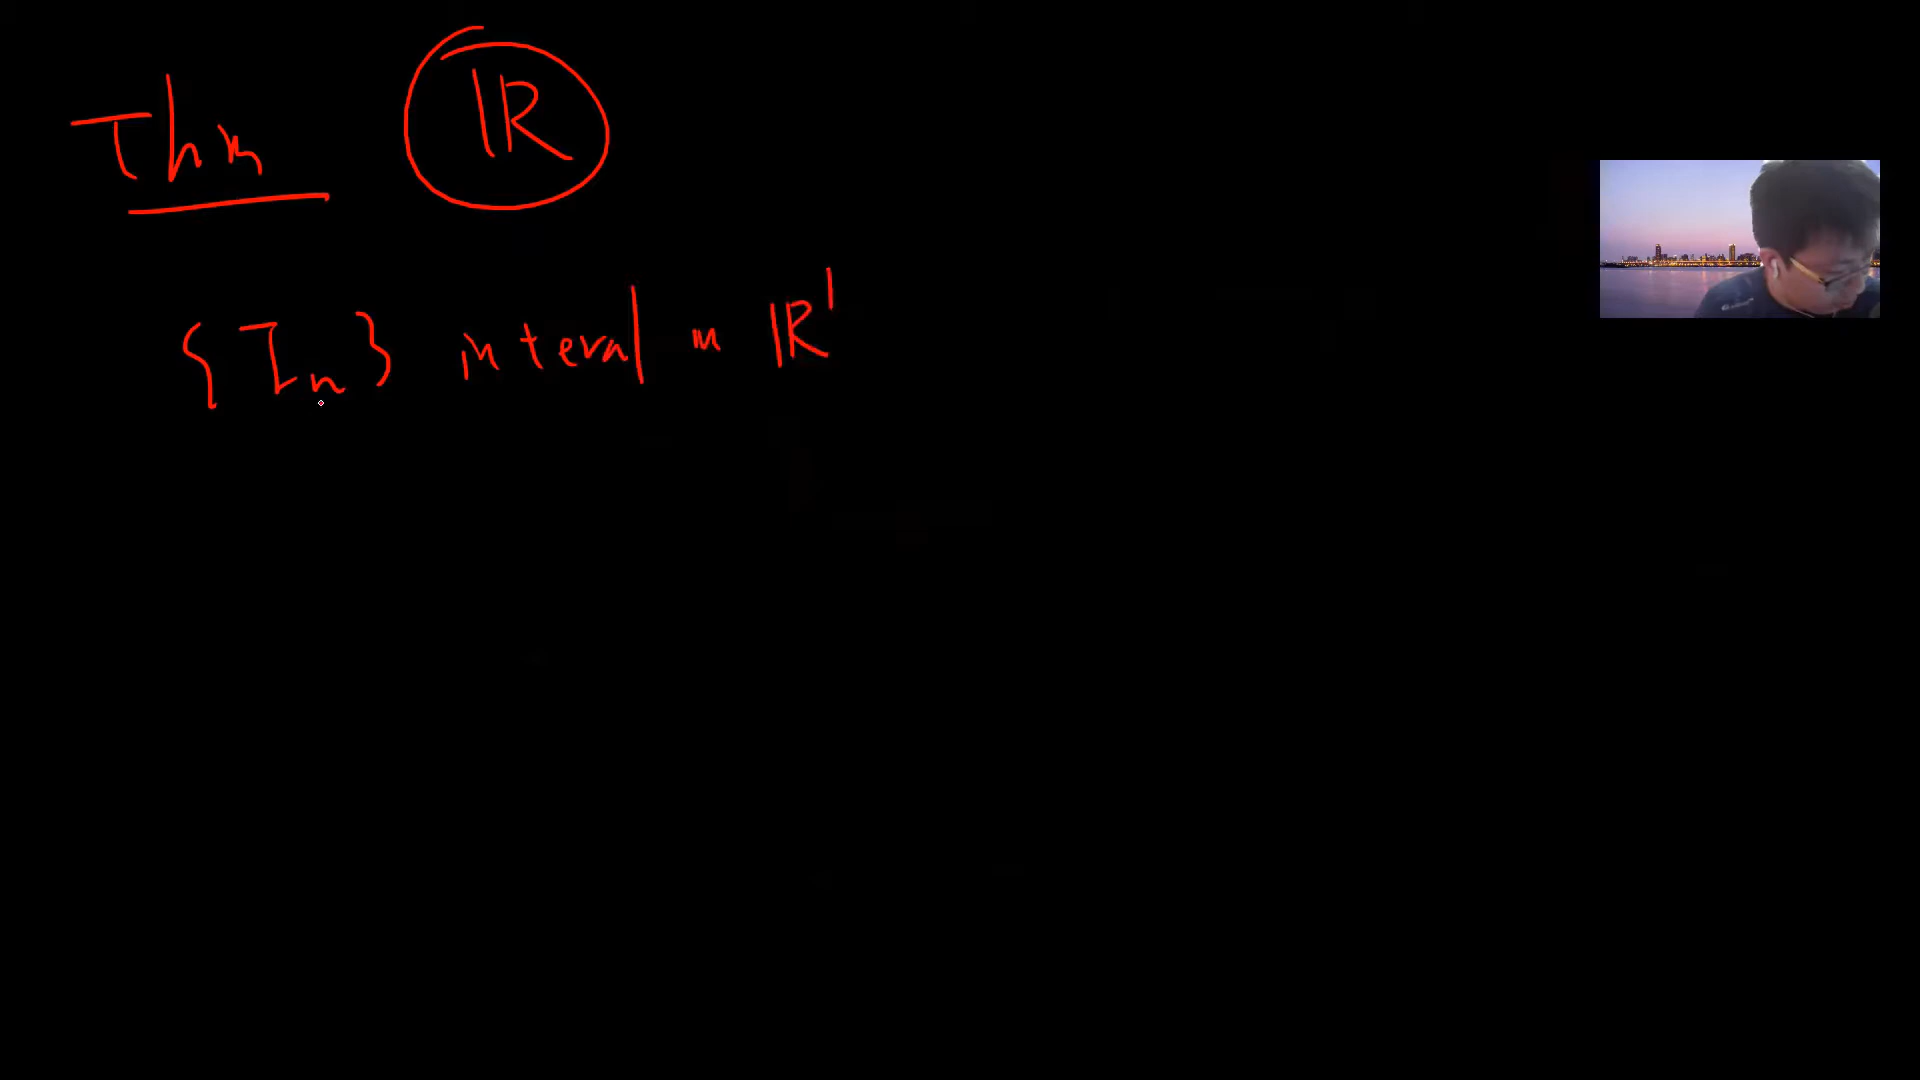 Thm ℝ
{Iₙ} interval in ℝ¹